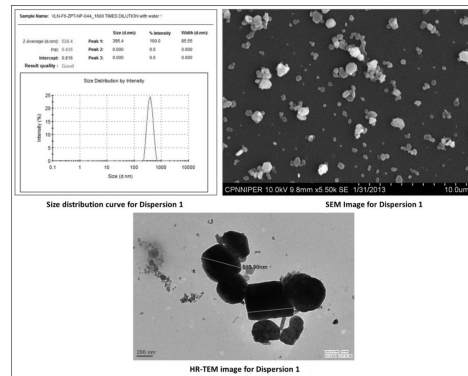 Sample Name: VLN-F6-ZPT-NP-044_1000 TIMES DILUTION with water 1
Size (d.nm): % Intensity Width (d.nm):
Z-Average (d.nm): 528.4 Peak 1: 395.4 100.0 85.55
PdI: 0.435 Peak 2: 0.000 0.0 0.000
Intercept: 0.816 Peak 3: 0.000 0.0 0.000
Result quality : Good
Size Distribution by Intensity
Intensity (%)
25
20
15
10
5
0
0.1 1 10 100 1000 10000
Size (d.nm)
CPNNIPER 10.0kV 9.8mm x5.50k SE 1/31/2013 10.0um
Size distribution curve for Dispersion 1
SEM Image for Dispersion 1
200 nm
HR-TEM image for Dispersion 1